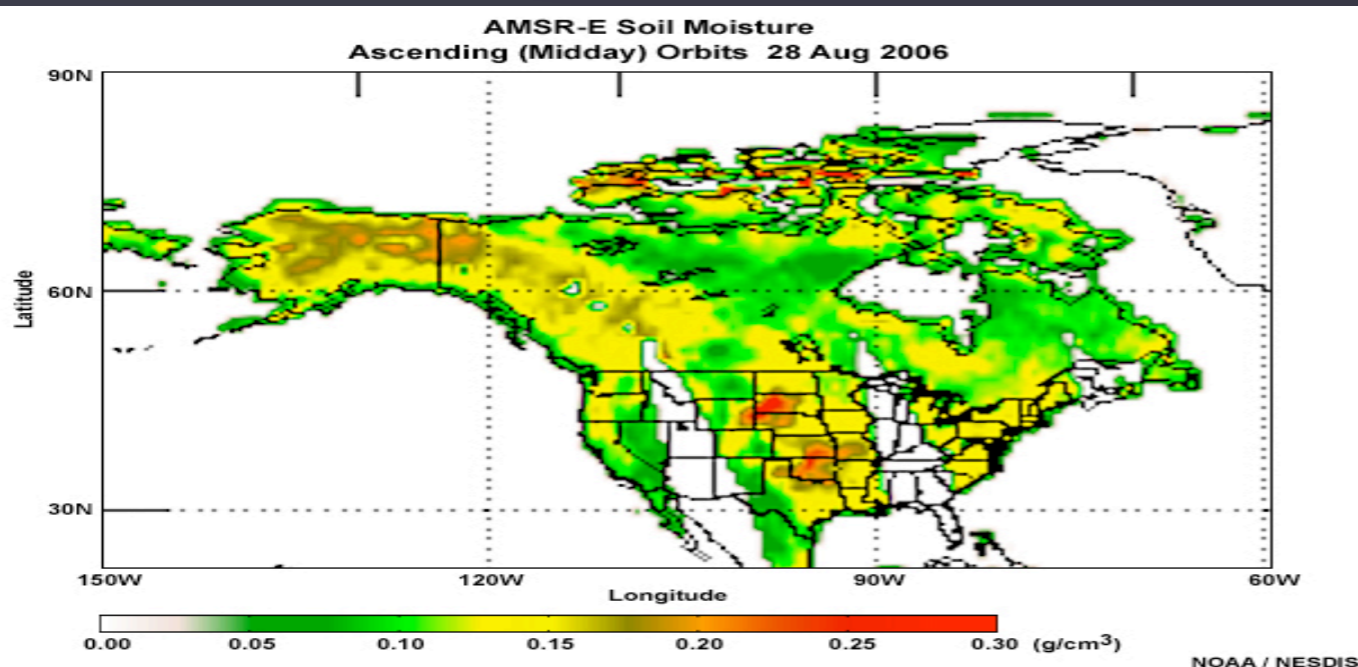 AMSR-E Soil Moisture
Ascending (Midday) Orbits 28 Aug 2006
90N
60N
30N
Latitude
150W 120W 90W 60W
Longitude
0.00 0.05 0.10 0.15 0.20 0.25 0.30 (g/cm³)
NOAA / NESDIS